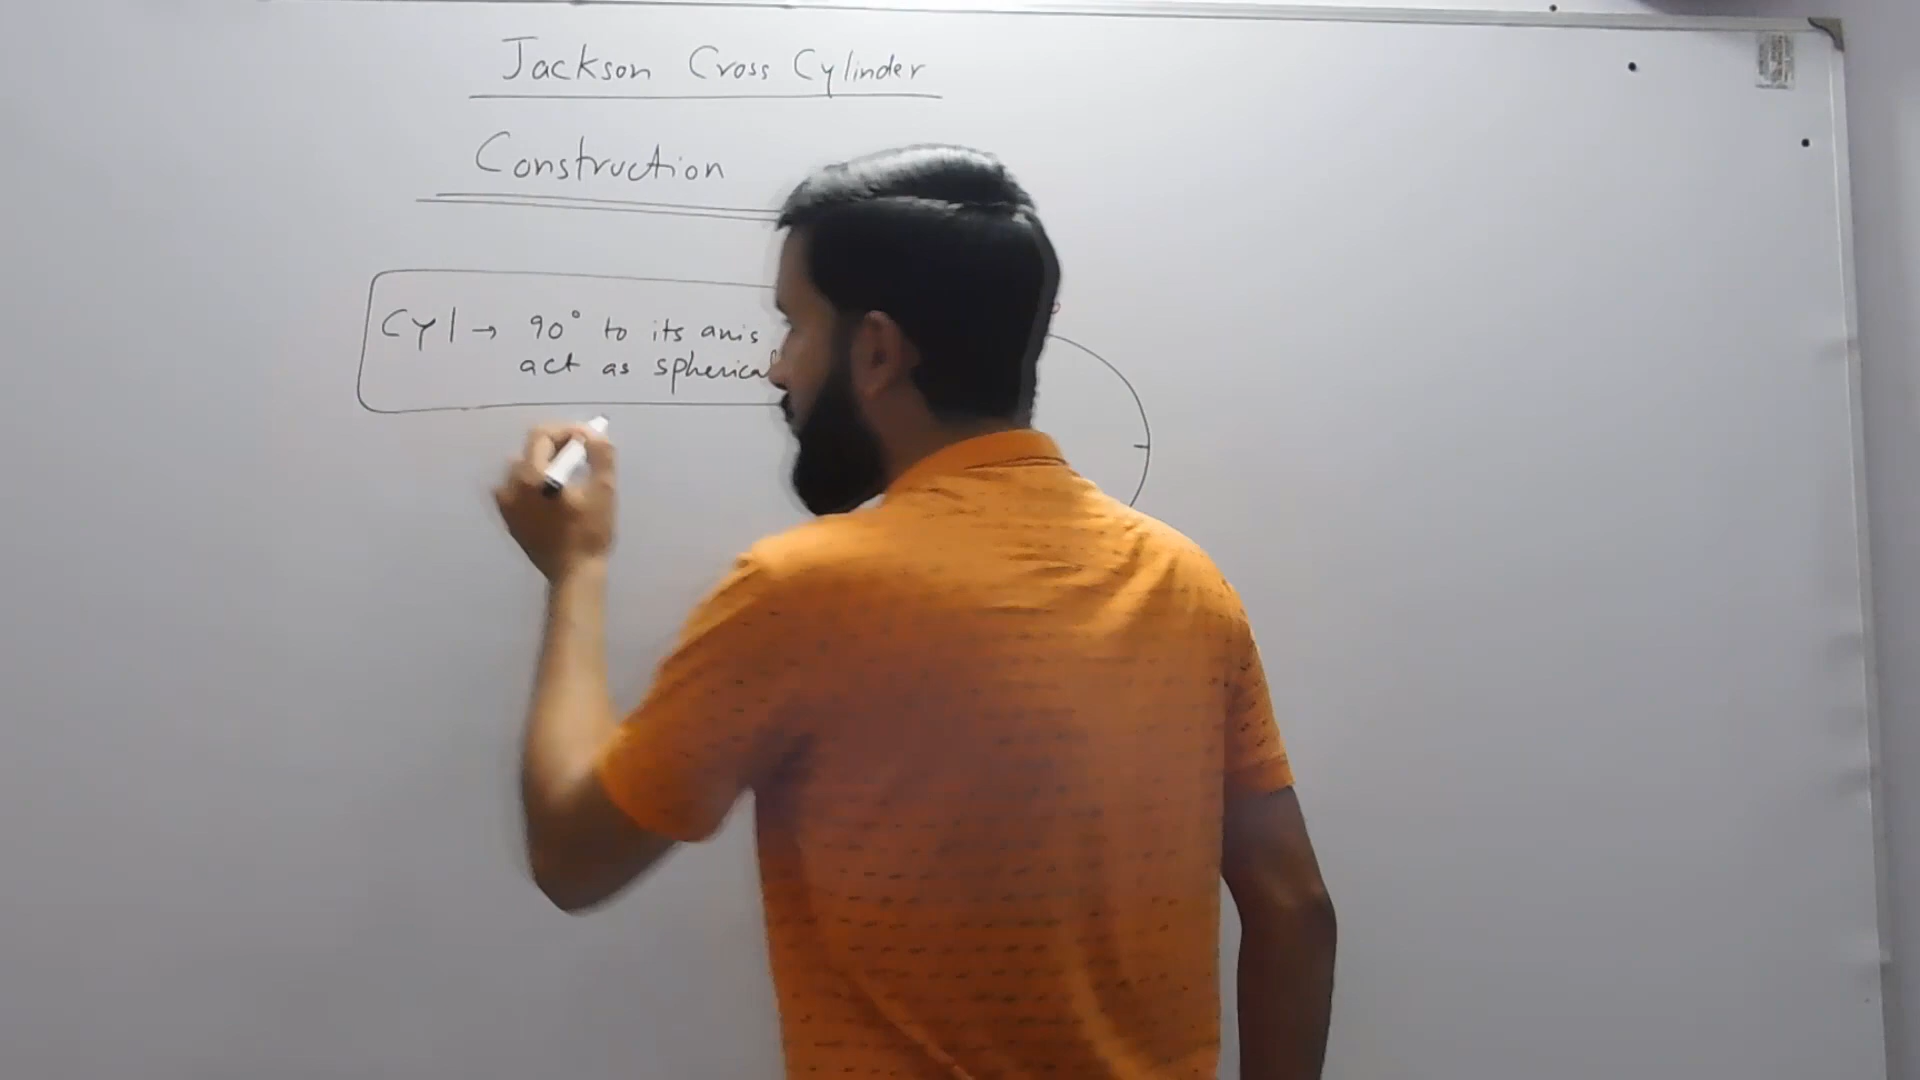 Jackson Cross Cylinder
Construction
Cyl → 90° to its axis
act as spherical